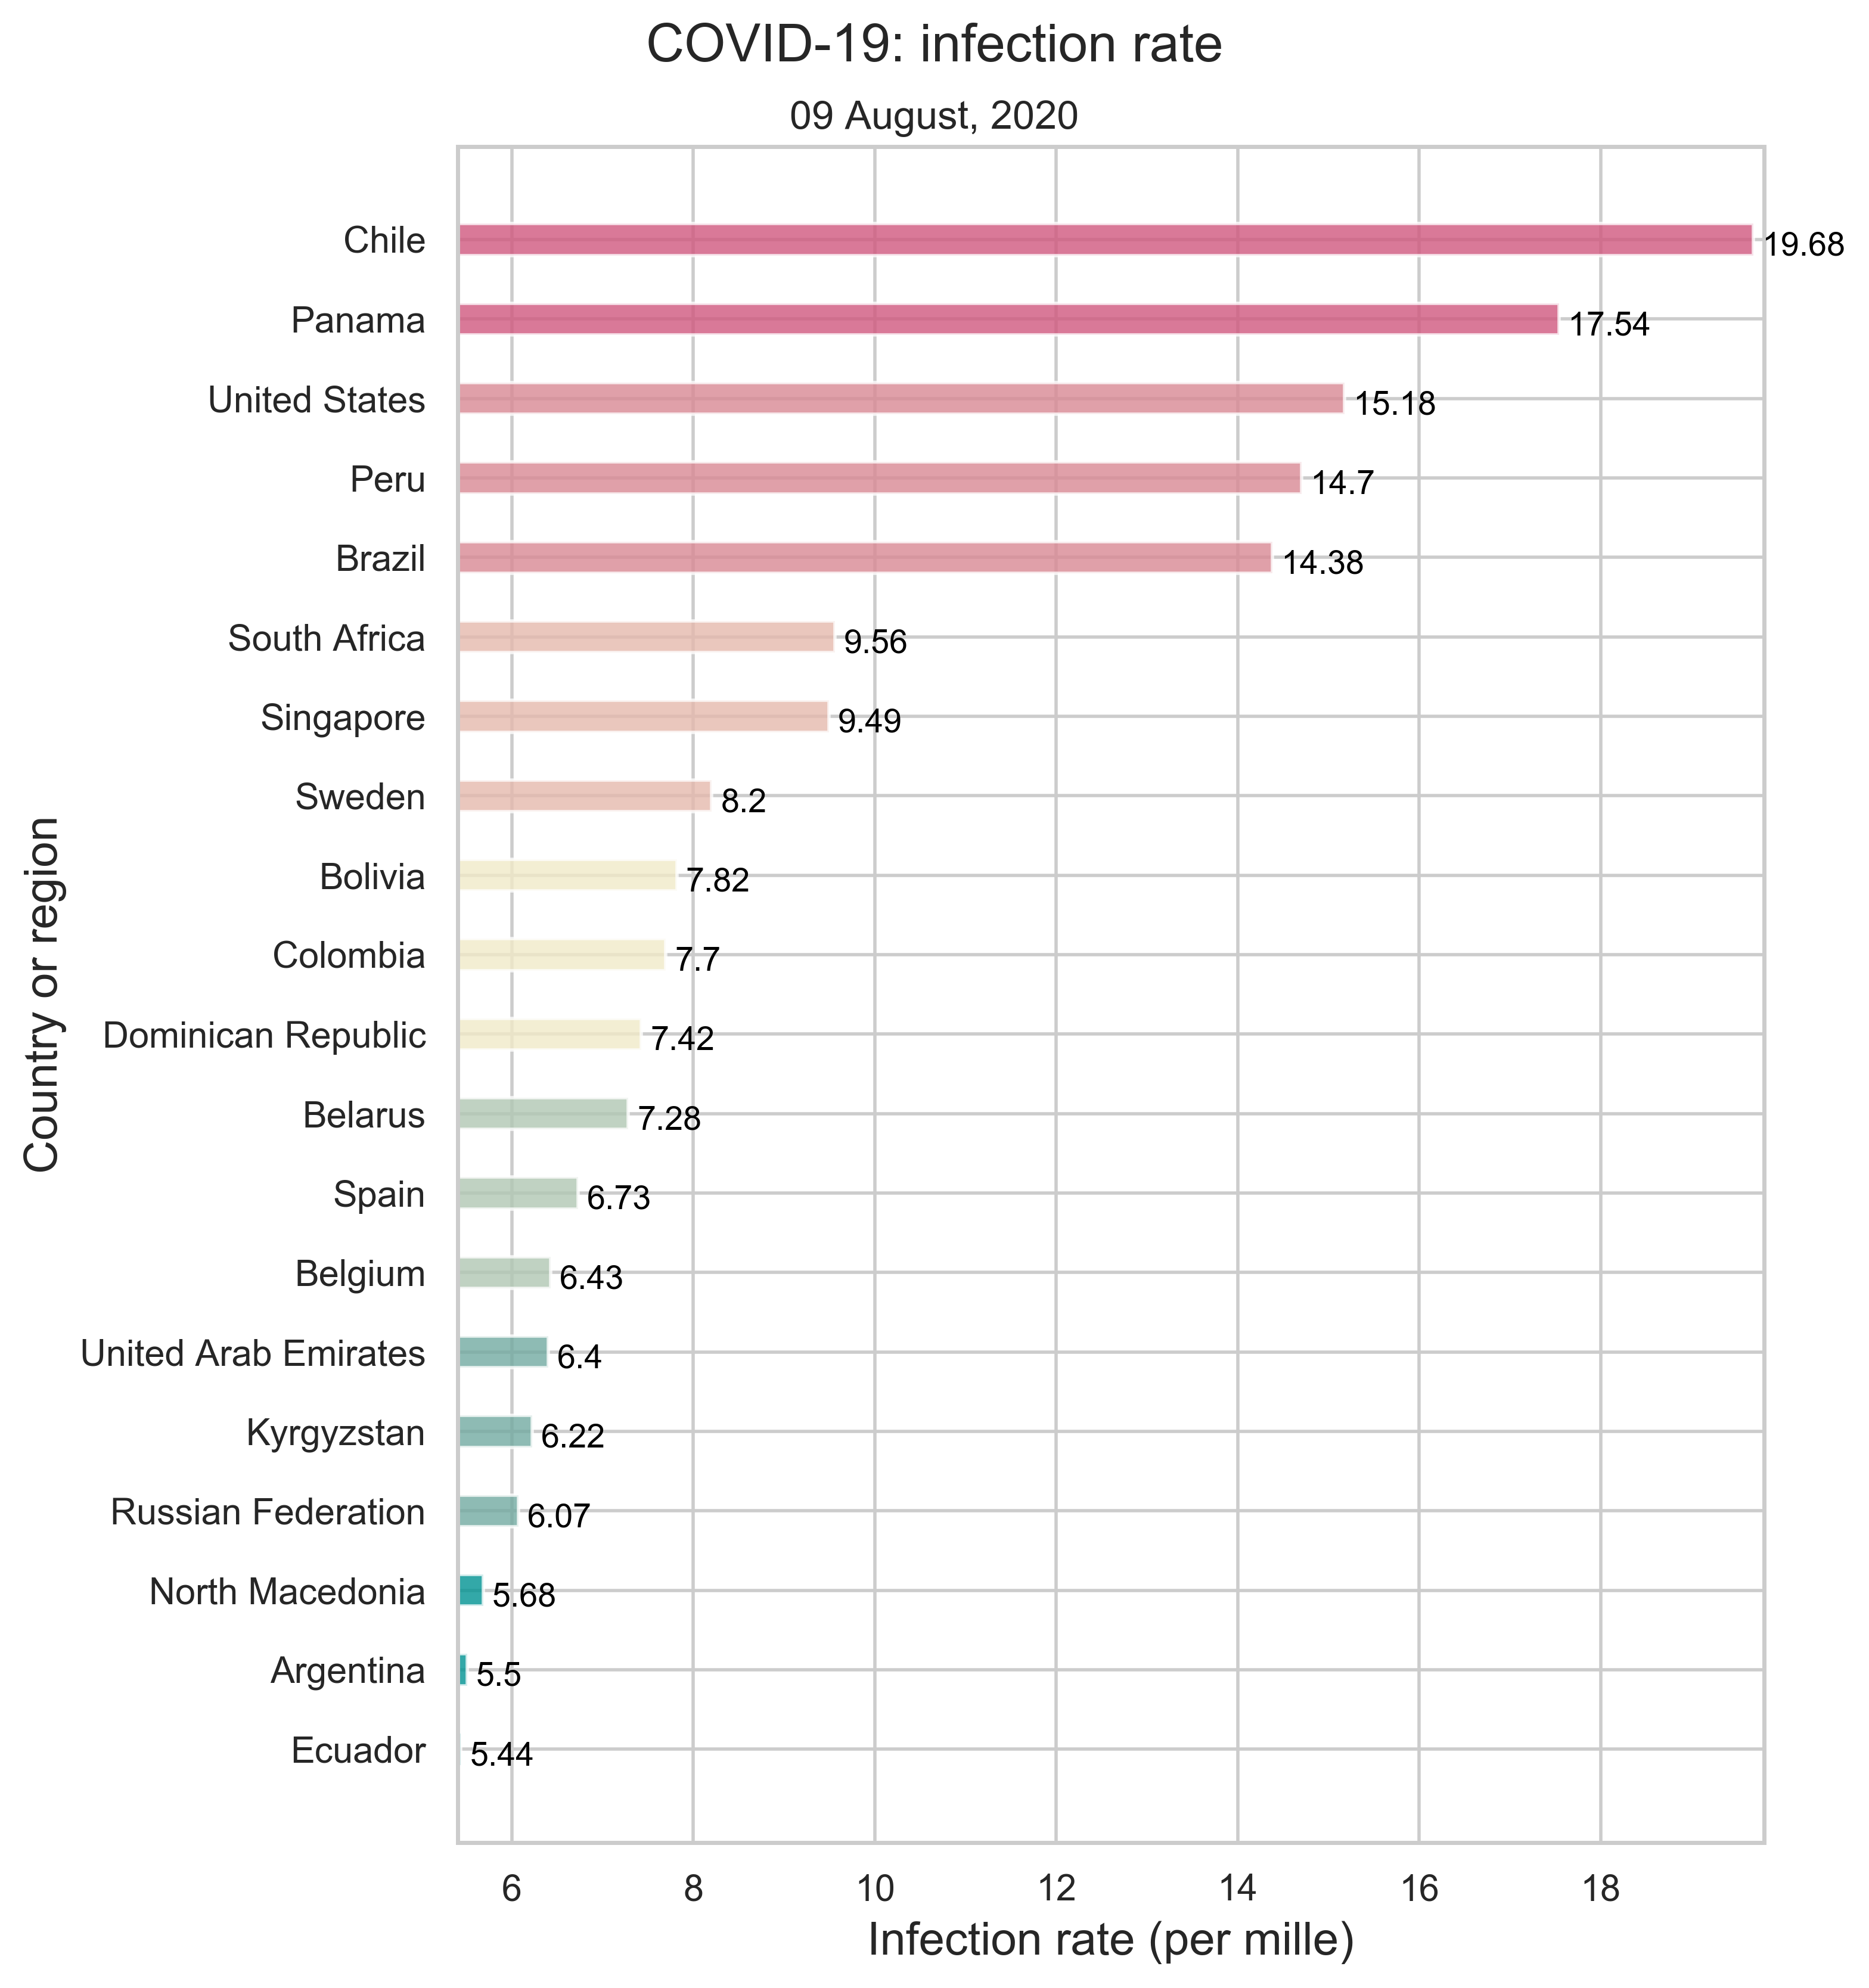 COVID-19: infection rate
09 August, 2020
Country or region
Chile 19.68
Panama 17.54
United States 15.18
Peru 14.7
Brazil 14.38
South Africa 9.56
Singapore 9.49
Sweden 8.2
Bolivia 7.82
Colombia 7.7
Dominican Republic 7.42
Belarus 7.28
Spain 6.73
Belgium 6.43
United Arab Emirates 6.4
Kyrgyzstan 6.22
Russian Federation 6.07
North Macedonia 5.68
Argentina 5.5
Ecuador 5.44
6 8 10 12 14 16 18
Infection rate (per mille)